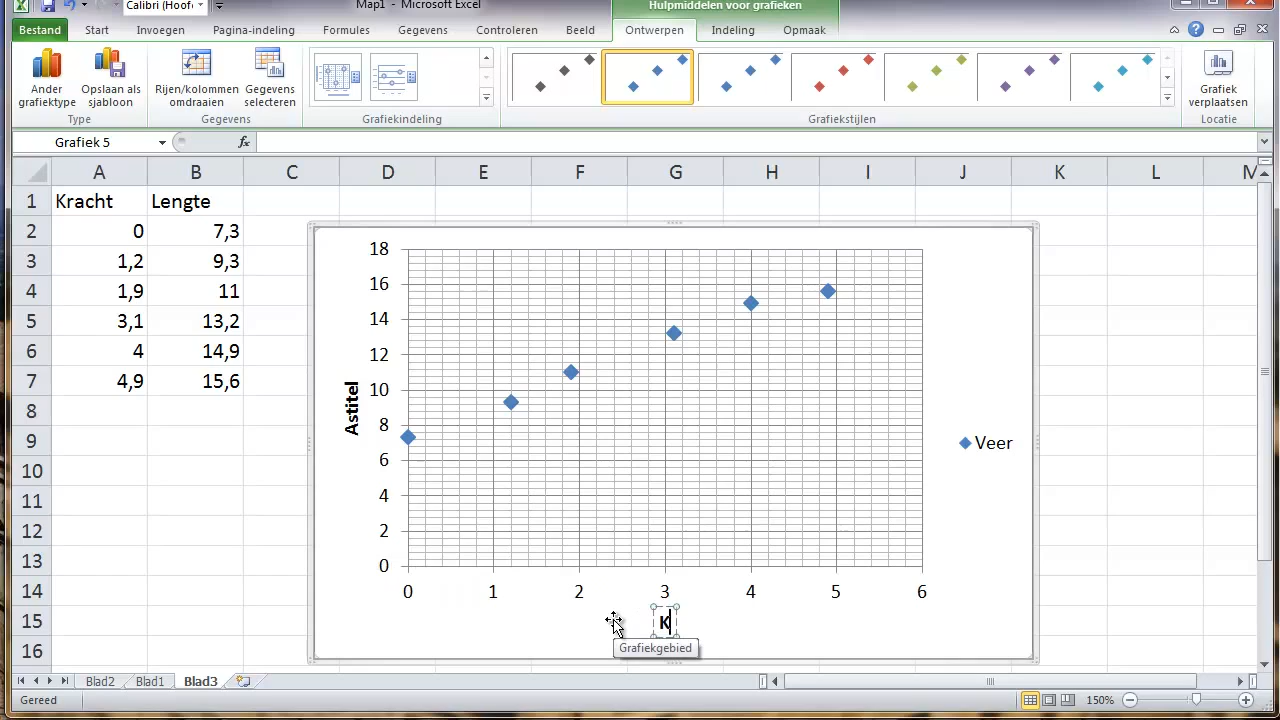 Calibri (Hoof
Map1 - Microsoft Excel
Hulpmiddelen voor grafieken
Bestand Start Invoegen Pagina-indeling Formules Gegevens Controleren Beeld Ontwerpen Indeling Opmaak
Ander grafiektype
Opslaan als sjabloon
Rijen/kolommen omdraaien
Gegevens selecteren
Grafiek verplaatsen
Type Gegevens Grafiekindeling Grafiekstijlen Locatie
Grafiek 5 fx
A B C D E F G H I J K L M
1 Kracht Lengte
2 0 7,3
3 1,2 9,3
4 1,9 11
5 3,1 13,2
6 4 14,9
7 4,9 15,6
8
9
10
11
12
13
14
15
16
18
16
14
12
10
8
6
4
2
0
Astitel
Veer
0 1 2 3 4 5 6
K
Grafiekgebied
Blad2 Blad1 Blad3
Gereed 150%